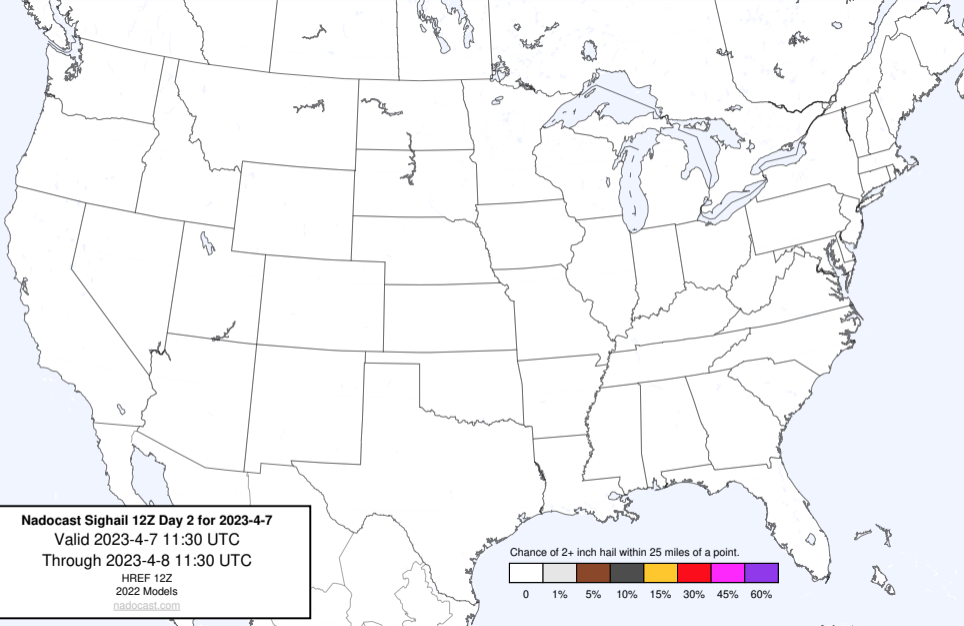 Nadocast Sighail 12Z Day 2 for 2023-4-7
Valid 2023-4-7 11:30 UTC
Through 2023-4-8 11:30 UTC
HREF 12Z
2022 Models
nadocast.com
Chance of 2+ inch hail within 25 miles of a point.
0 1% 5% 10% 15% 30% 45% 60%